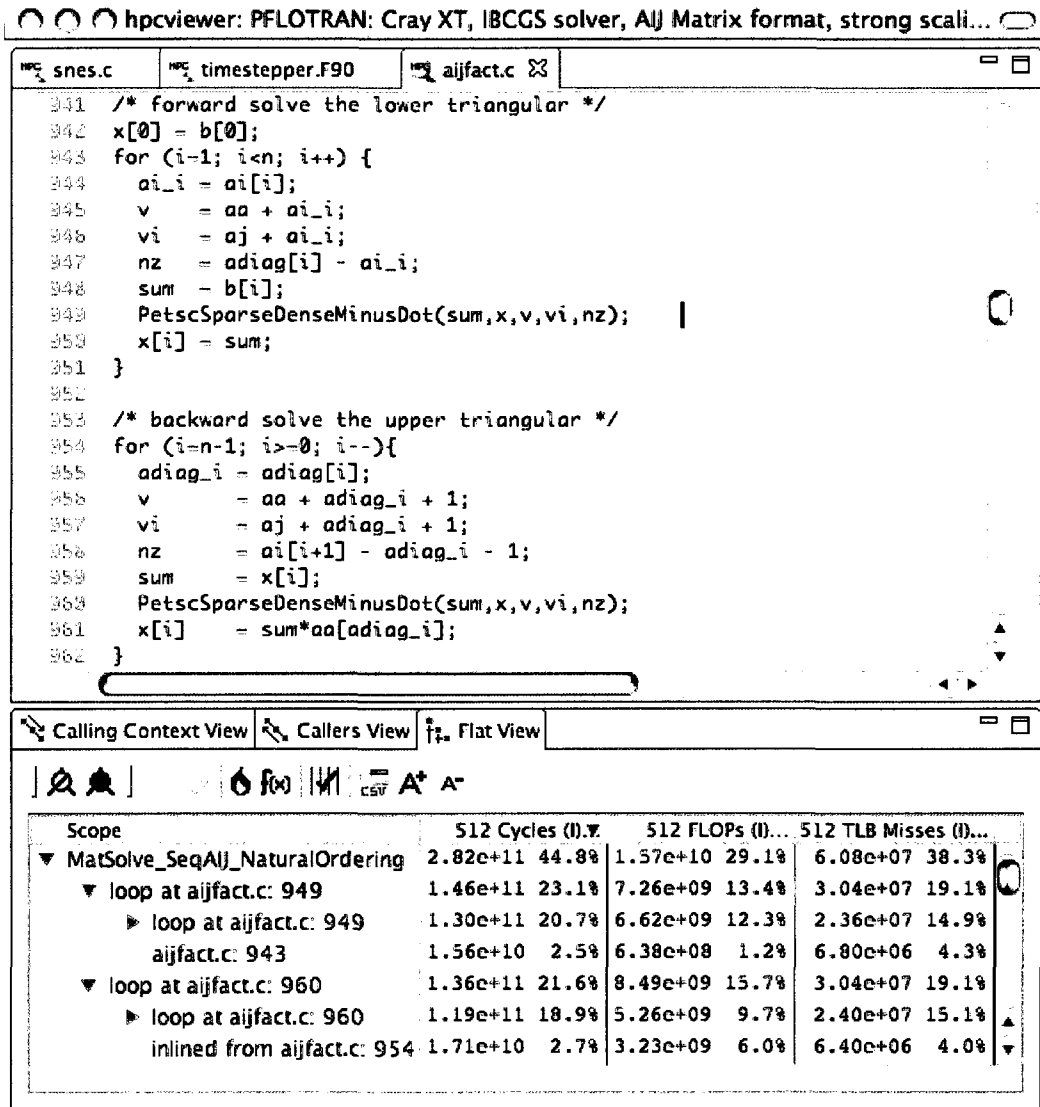 hpcviewer: PFLOTRAN: Cray XT, IBCGS solver, AIJ Matrix format, strong scali...
snes.c timestepper.F90 aijfact.c
941 /* forward solve the lower triangular */
942 x[0] = b[0];
943 for (i=1; i<n; i++) {
944 ai_i = ai[i];
945 v = aa + ai_i;
946 vi = aj + ai_i;
947 nz = adiag[i] - ai_i;
948 sum = b[i];
949 PetscSparseDenseMinusDot(sum,x,v,vi,nz);
950 x[i] = sum;
951 }
952
953 /* backward solve the upper triangular */
954 for (i=n-1; i>=0; i--){
955 adiag_i = adiag[i];
956 v = aa + adiag_i + 1;
957 vi = aj + adiag_i + 1;
958 nz = ai[i+1] - adiag_i - 1;
959 sum = x[i];
960 PetscSparseDenseMinusDot(sum,x,v,vi,nz);
961 x[i] = sum*aa[adiag_i];
962 }
Calling Context View Callers View Flat View
f(x) CSV A+ A-
Scope 512 Cycles (I) 512 FLOPs (I)... 512 TLB Misses (I)...
MatSolve_SeqAIJ_NaturalOrdering 2.82e+11 44.8% 1.57e+10 29.1% 6.08e+07 38.3%
loop at aijfact.c: 949 1.46e+11 23.1% 7.26e+09 13.4% 3.04e+07 19.1%
loop at aijfact.c: 949 1.30e+11 20.7% 6.62e+09 12.3% 2.36e+07 14.9%
aijfact.c: 943 1.56e+10 2.5% 6.38e+08 1.2% 6.80e+06 4.3%
loop at aijfact.c: 960 1.36e+11 21.6% 8.49e+09 15.7% 3.04e+07 19.1%
loop at aijfact.c: 960 1.19e+11 18.9% 5.26e+09 9.7% 2.40e+07 15.1%
inlined from aijfact.c: 954 1.71e+10 2.7% 3.23e+09 6.0% 6.40e+06 4.0%